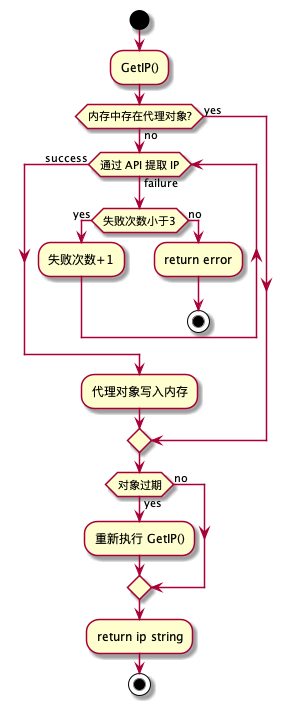 GetIP()
内存中存在代理对象?
yes
no
success
通过 API 提取 IP
failure
yes
失败次数小于3
no
失败次数+1
return error
代理对象写入内存
对象过期
no
yes
重新执行 GetIP()
return ip string